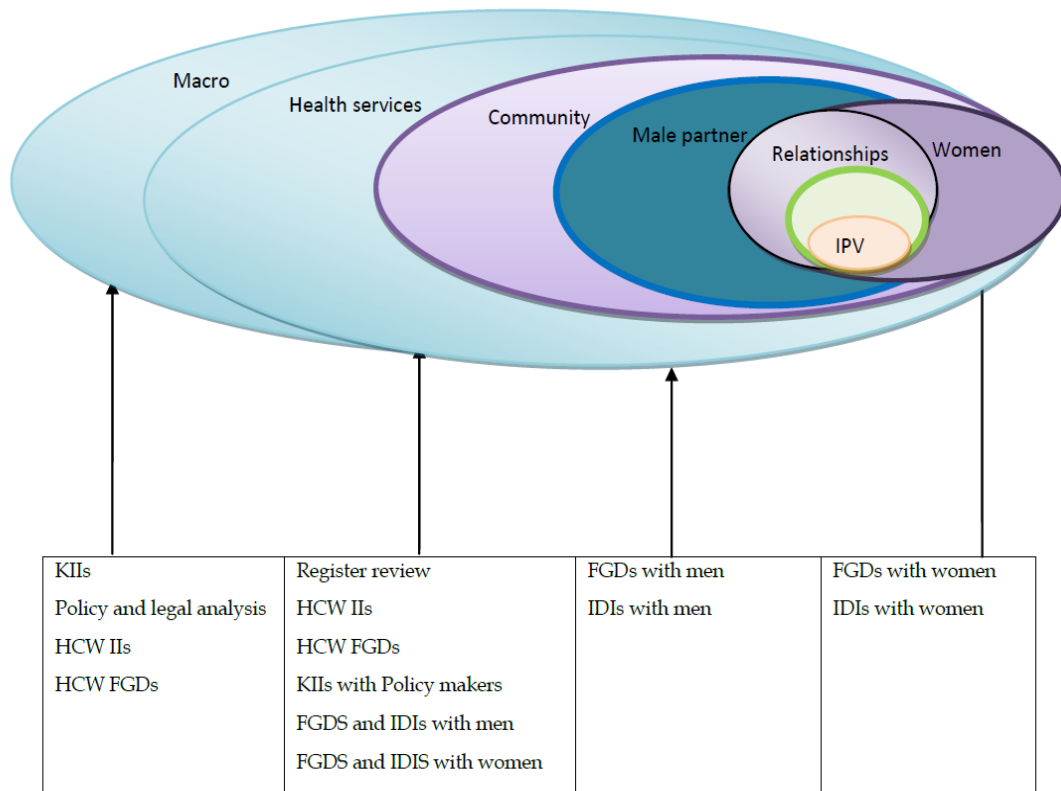 Macro
Health services
Community
Male partner
Relationships
Women
IPV
KIIs
Policy and legal analysis
HCW IIs
HCW FGDs
Register review
HCW IIs
HCW FGDs
KIIs with Policy makers
FGDS and IDIs with men
FGDS and IDIS with women
FGDs with men
IDIs with men
FGDs with women
IDIs with women